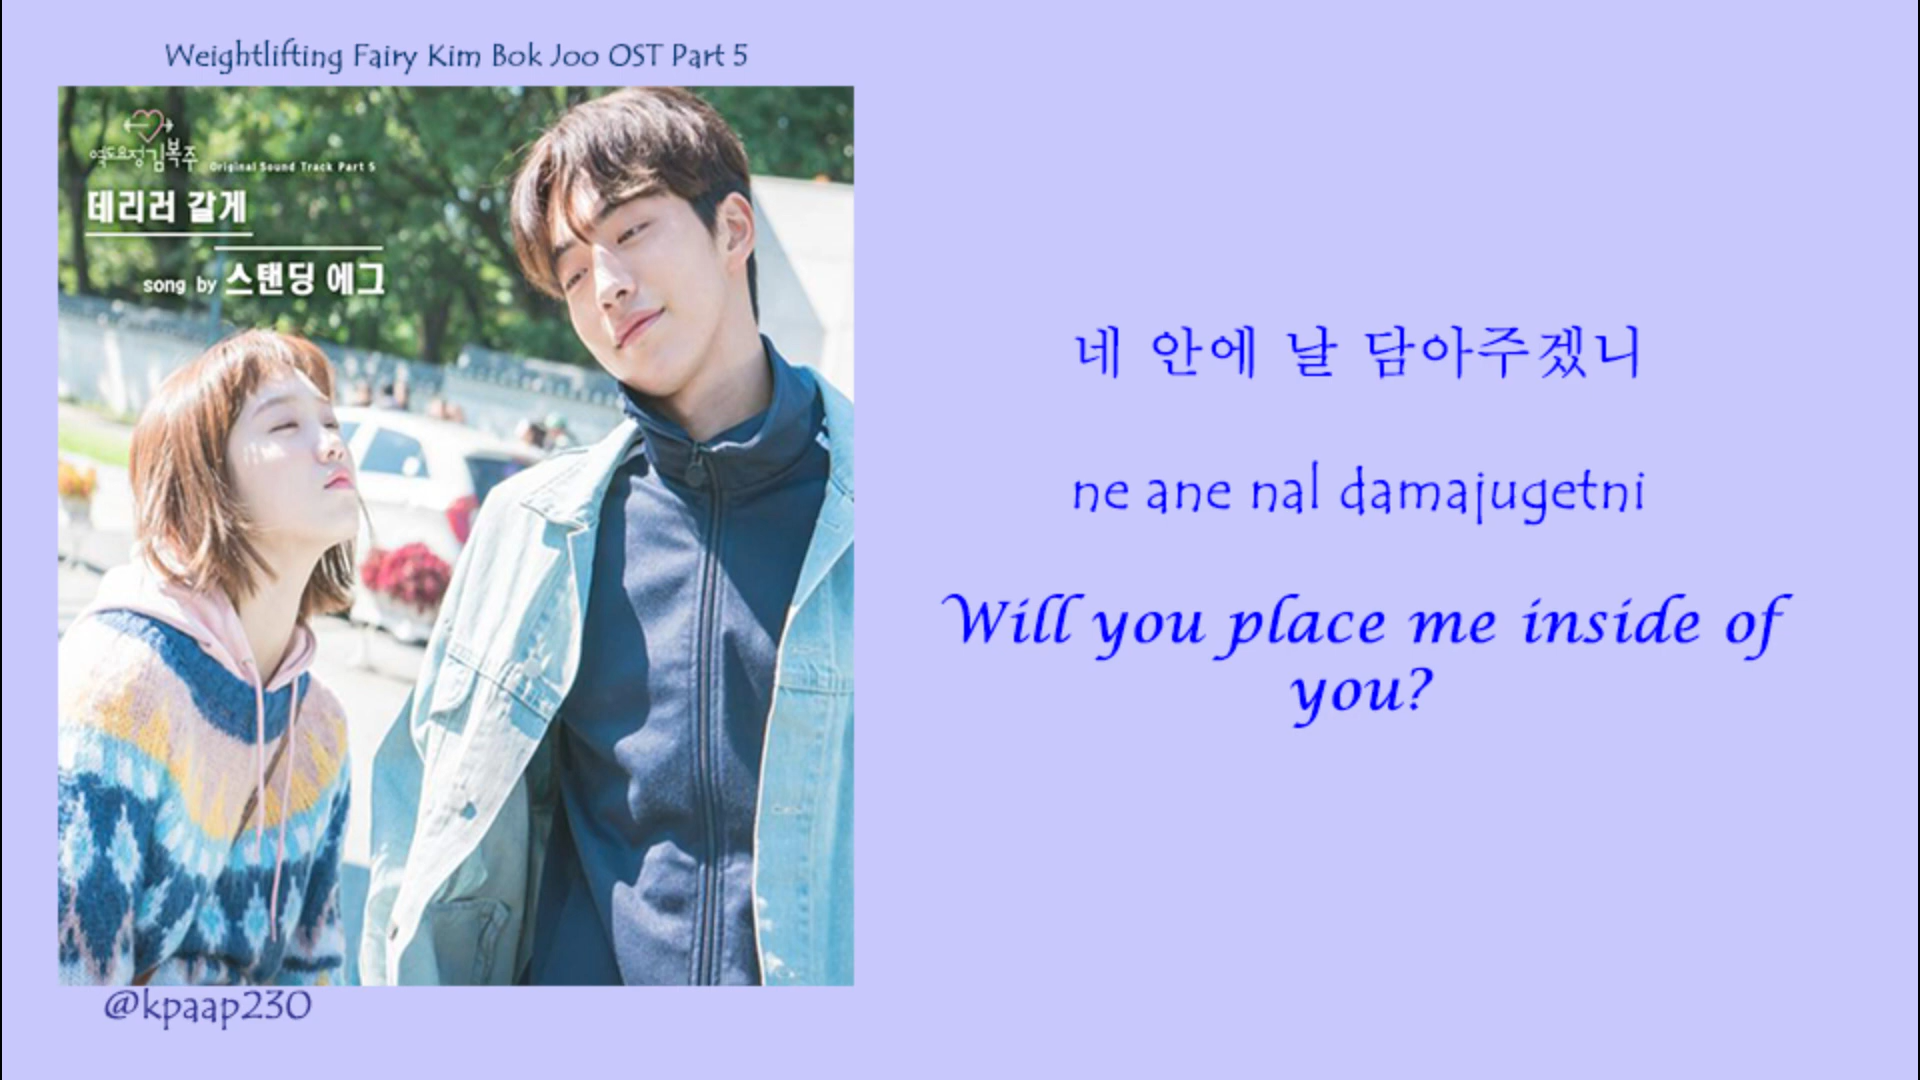 Weightlifting Fairy Kim Bok Joo OST Part 5
역도요정 김복주 Original Sound Track Part 5
데리러 갈게
song by 스탠딩 에그
네 안에 날 담아주겠니
ne ane nal damajugetni
Will you place me inside of
you?
@kpaap230